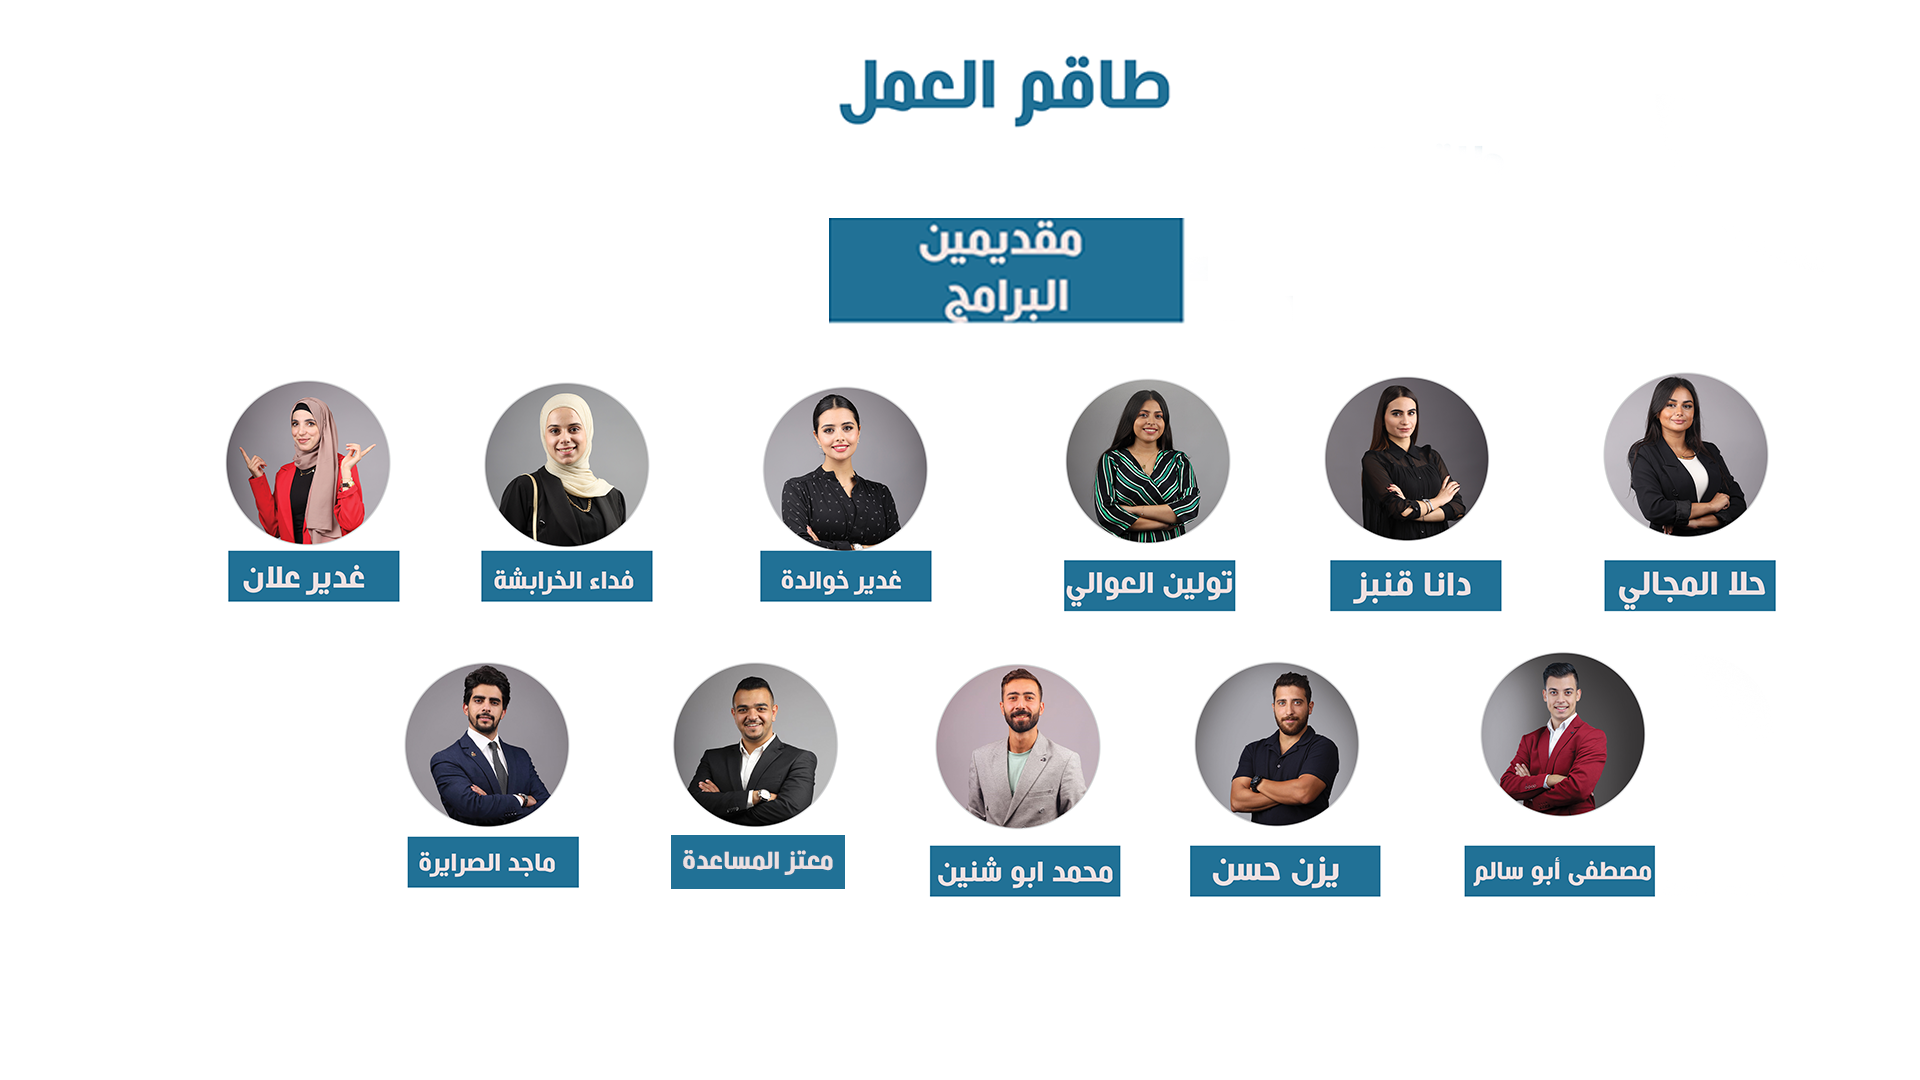 طاقم العمل
مقديمين
البرامج
حلا المجالي
دانا قنبز
تولين العوالي
غدير خوالدة
فداء الخرابشة
غدير علان
مصطفى أبو سالم
يزن حسن
محمد ابو شنين
معتز المساعدة
ماجد الصرايرة